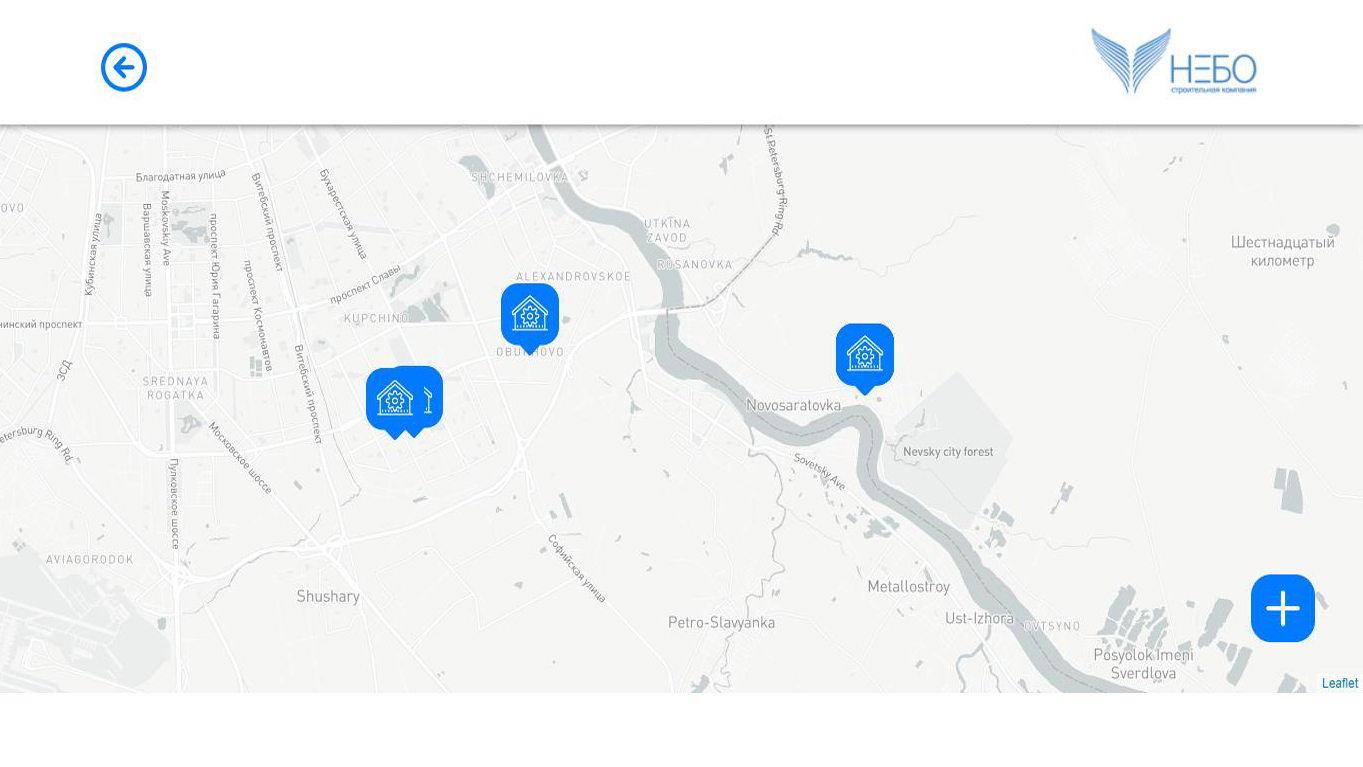 НЕБО
строительная компания
St Petersburg Ring Rd
Благодатная улица
SHCHEMILOVKA
Бухарестская улица
Витебский проспект
Moskovskiy Ave
Варшавская улица
OVO
Кубинская улица
проспект Юрия Гагарина
UTKINA
ZAVOD
Шестнадцатый
километр
RUSANOVKA
ALEXANDROVSKOE
проспект Славы
проспект Космонавтов
KUPCHINO
нинский проспект
OBUKHOVO
ЗСД
Витебский проспект
SREDNAYA
ROGATKA
Novosaratovka
etersburg Ring Rd
Московское шоссе
Nevsky city forest
Sovetsky Ave
Пулковское шоссе
AVIAGORODOK
Софийская улица
Shushary
Metallostroy
Petro-Slavyanka
Ust-Izhora
OVTSYNO
Posyolok Imeni
Sverdlova
Leaflet